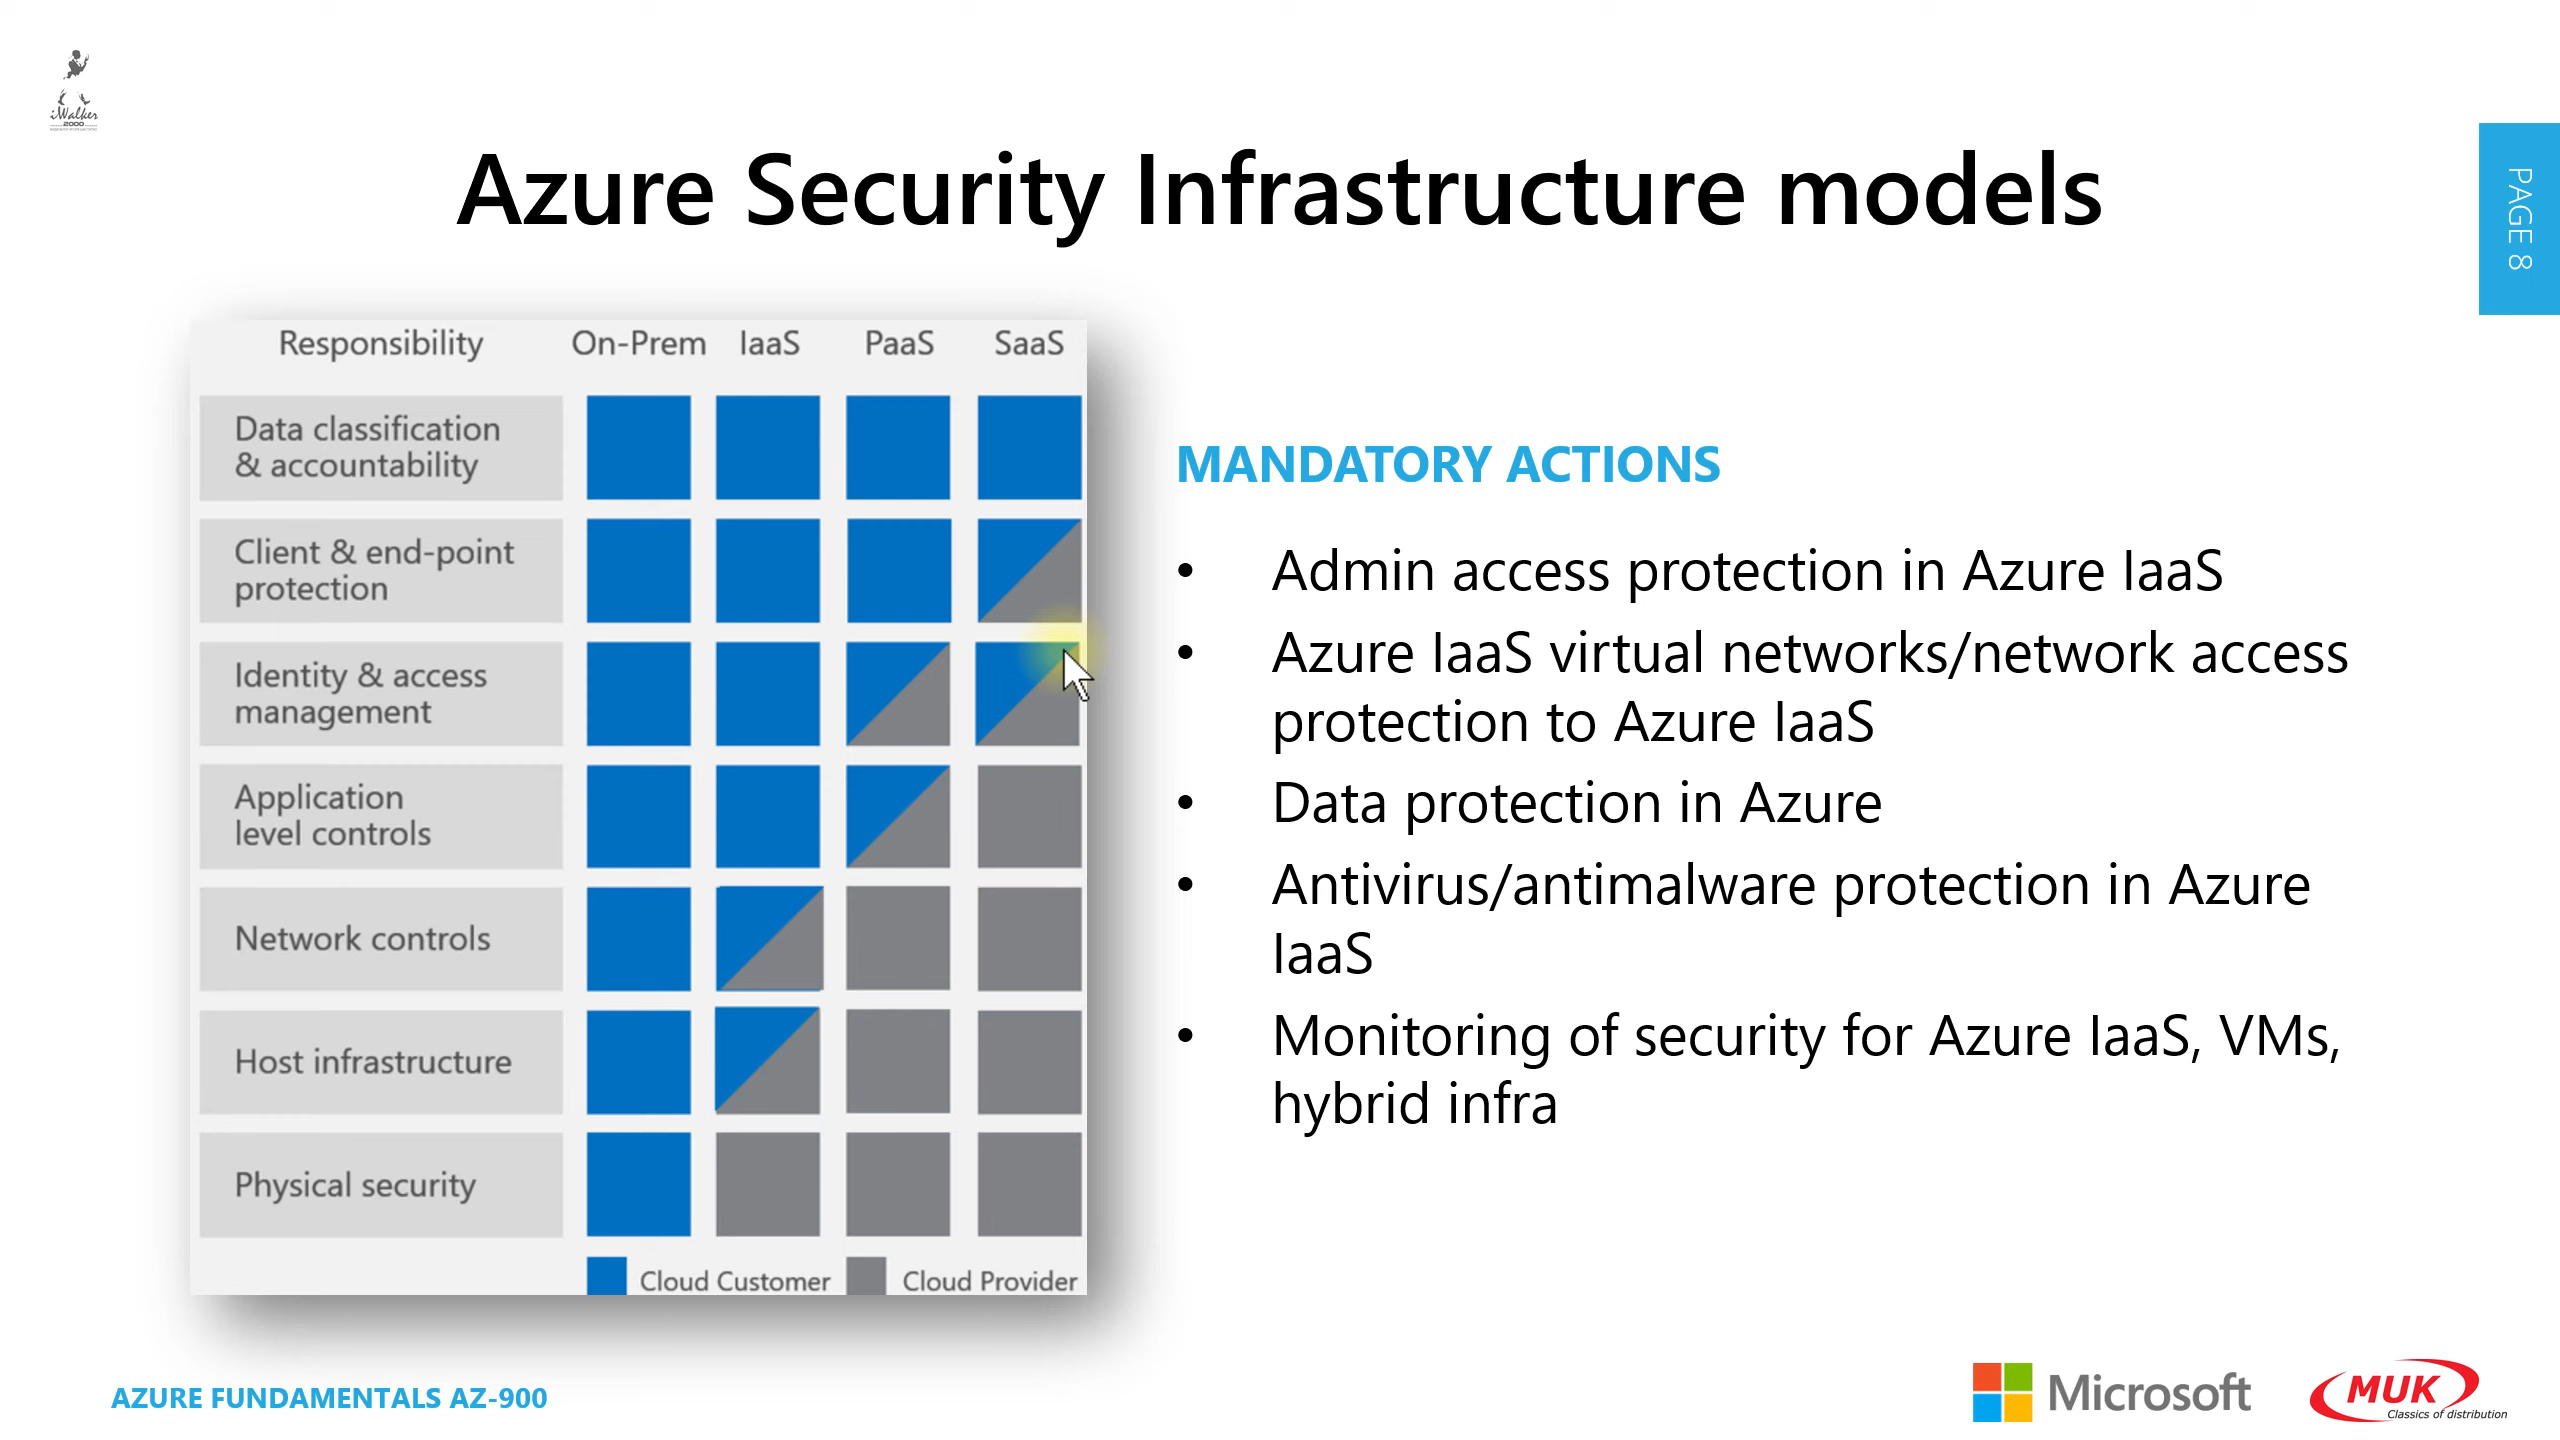 iWalker
2000
Azure Security Infrastructure models
PAGE 8
Responsibility On-Prem IaaS PaaS SaaS
Data classification
& accountability
Client & end-point
protection
Identity & access
management
Application
level controls
Network controls
Host infrastructure
Physical security
Cloud Customer Cloud Provider
MANDATORY ACTIONS
• Admin access protection in Azure IaaS
• Azure IaaS virtual networks/network access
protection to Azure IaaS
• Data protection in Azure
• Antivirus/antimalware protection in Azure
IaaS
• Monitoring of security for Azure IaaS, VMs,
hybrid infra
AZURE FUNDAMENTALS AZ-900
Microsoft
MUK
Classics of distribution